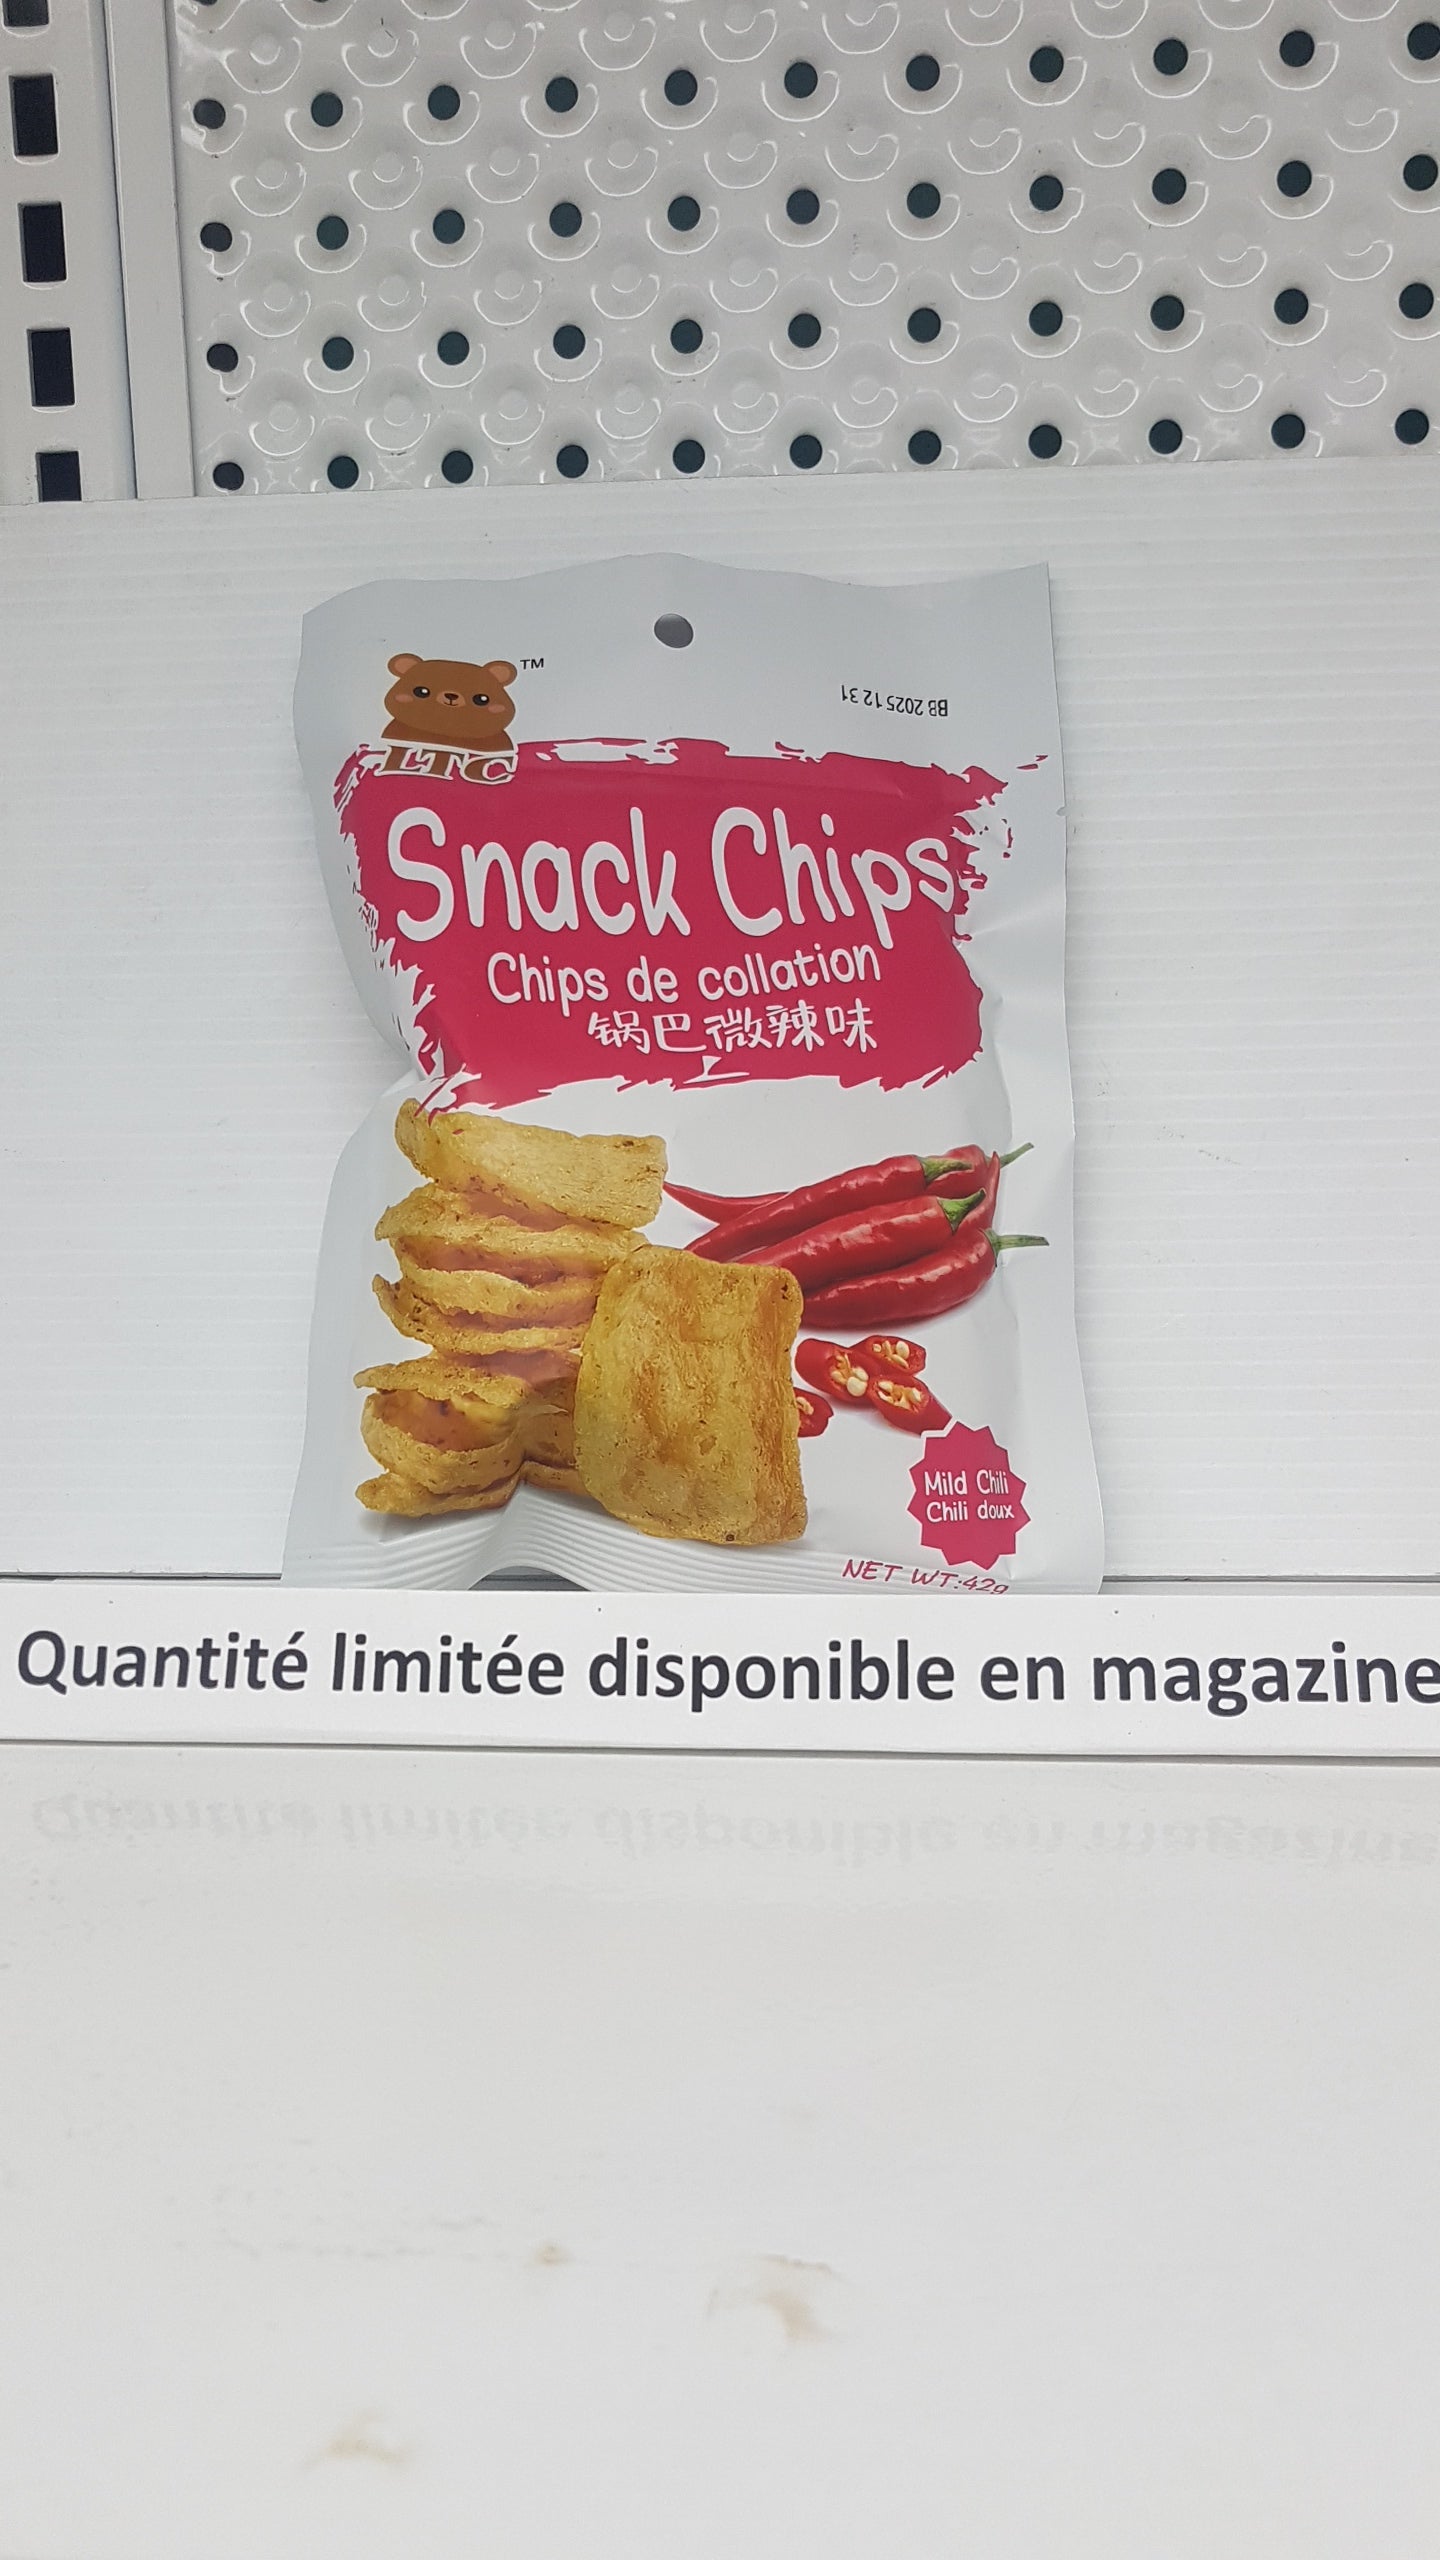 TM
LTC
BB 2025 12 31
Snack Chips
Chips de collation
锅巴微辣味
Mild Chili
Chili doux
NET WT:42g
Quantité limitée disponible en magazine